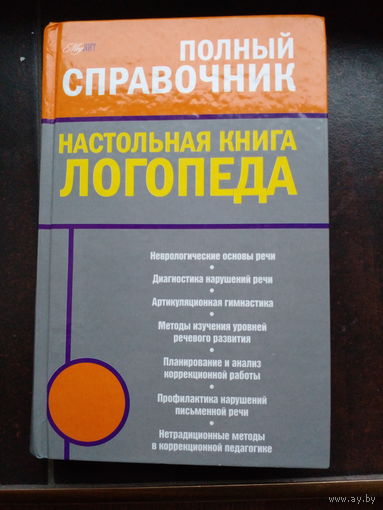 ПОЛНЫЙ
СПРАВОЧНИК
НАСТОЛЬНАЯ КНИГА
ЛОГОПЕДА
Неврологические основы речи
•
Диагностика нарушений речи
•
Артикуляционная гимнастика
•
Методы изучения уровней
речевого развития
•
Планирование и анализ
коррекционной работы
•
Профилактика нарушений
письменной речи
•
Нетрадиционные методы
в коррекционной педагогике
www.ay.by